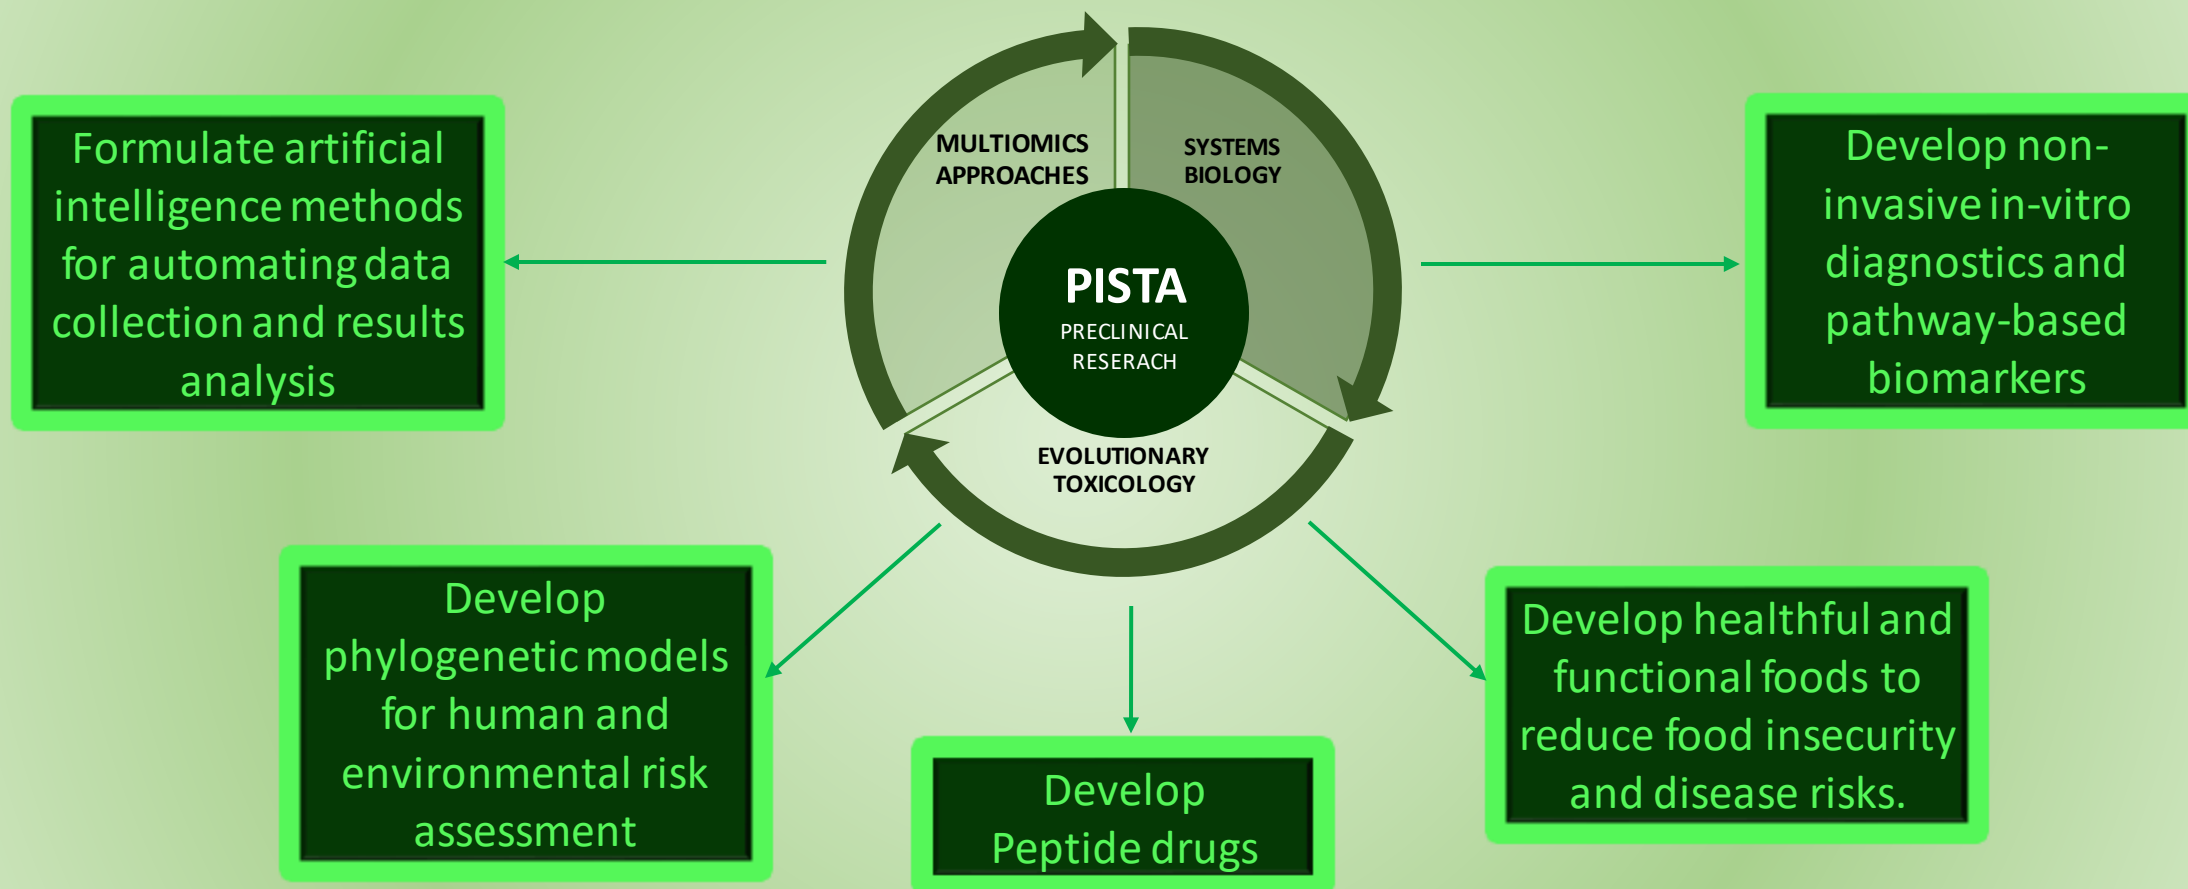 MULTIOMICS
APPROACHES
SYSTEMS
BIOLOGY
PISTA
PRECLINICAL
RESERACH
EVOLUTIONARY
TOXICOLOGY
Formulate artificial
intelligence methods
for automating data
collection and results
analysis
Develop non-
invasive in-vitro
diagnostics and
pathway-based
biomarkers
Develop
phylogenetic models
for human and
environmental risk
assessment
Develop
Peptide drugs
Develop healthful and
functional foods to
reduce food insecurity
and disease risks.